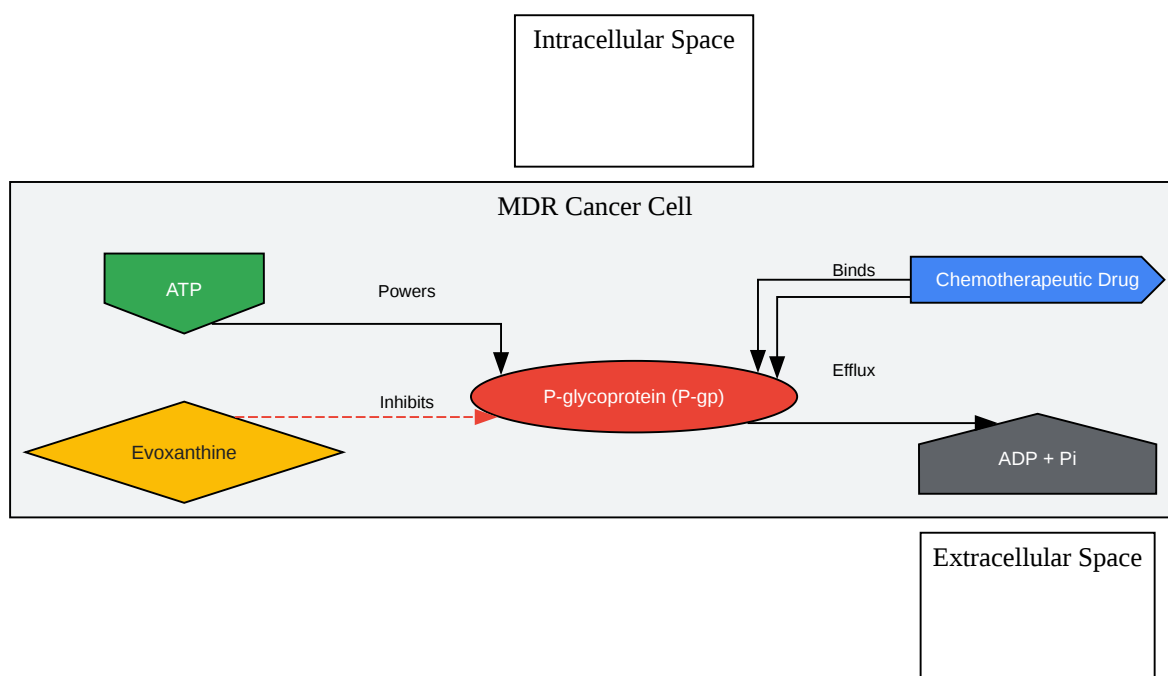 Intracellular Space
MDR Cancer Cell
ATP
Powers
Binds
Chemotherapeutic Drug
Inhibits
P-glycoprotein (P-gp)
Efflux
Evoxanthine
ADP + Pi
Extracellular Space